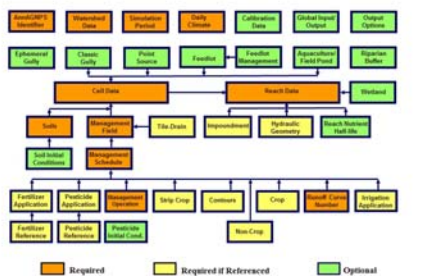 AnnAGNPS
Identifier
Watershed
Data
Simulation
Period
Daily
Climate
Calibration
Data
Global Input/
Output
Output
Options
Ephemeral
Gully
Classic
Gully
Point
Source
Feedlot
Feedlot
Management
Aquaculture/
Field Pond
Riparian
Buffer
Cell Data
Reach Data
Wetland
Soils
Management
Field
Tile-Drain
Impoundment
Hydraulic
Geometry
Reach Nutrient
Half-life
Soil Initial
Conditions
Management
Schedule
Fertilizer
Application
Pesticide
Application
Management
Operation
Strip Crop
Contours
Crop
Runoff Curve
Number
Irrigation
Application
Fertilizer
Reference
Pesticide
Reference
Pesticide
Initial Cond.
Non-Crop
Required
Required if Referenced
Optional